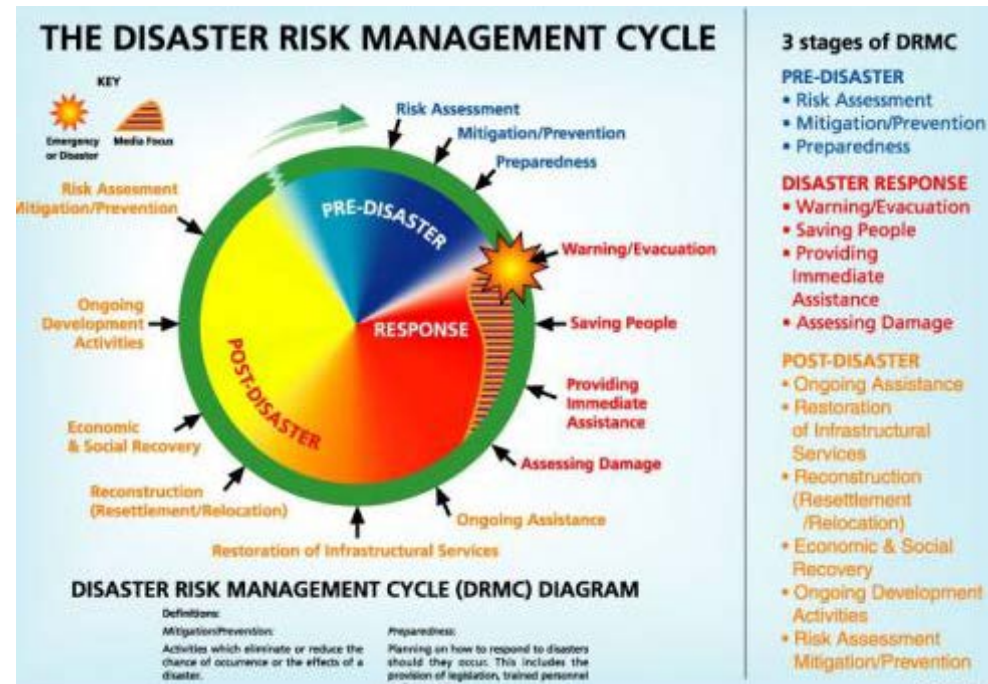 THE DISASTER RISK MANAGEMENT CYCLE
KEY
Emergency
or Disaster
Media Focus
Risk Assessment
Mitigation/Prevention
Preparedness
Warning/Evacuation
Saving People
Providing
Immediate
Assistance
Assessing Damage
Ongoing Assistance
Restoration of Infrastructural Services
Reconstruction
(Resettlement/Relocation)
Economic
& Social Recovery
Ongoing
Development
Activities
Risk Assesment
Mitigation/Prevention
PRE-DISASTER
RESPONSE
POST-DISASTER
DISASTER RISK MANAGEMENT CYCLE (DRMC) DIAGRAM
Definitions:
Mitigation/Prevention:
Activities which eliminate or reduce the
chance of occurrence or the effects of a
disaster.
Preparedness:
Planning on how to respond to disasters
should they occur. This includes the
provision of legislation, trained personnel
3 stages of DRMC
PRE-DISASTER
• Risk Assessment
• Mitigation/Prevention
• Preparedness
DISASTER RESPONSE
• Warning/Evacuation
• Saving People
• Providing
Immediate
Assistance
• Assessing Damage
POST-DISASTER
• Ongoing Assistance
• Restoration
of Infrastructural
Services
• Reconstruction
(Resettlement
/Relocation)
• Economic & Social
Recovery
• Ongoing Development
Activities
• Risk Assessment
Mitigation/Prevention